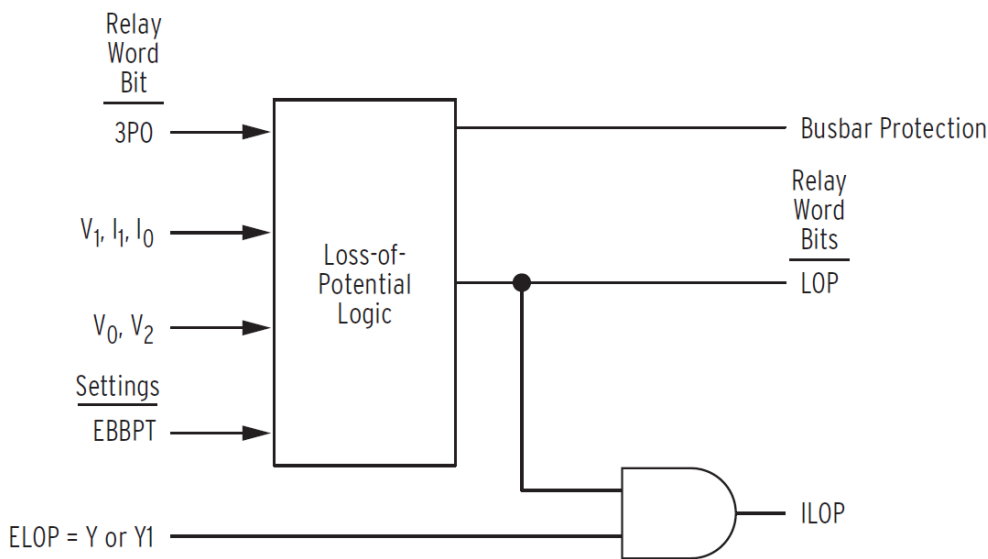 Relay
Word
Bit
3PO
V1, I1, I0
V0, V2
Settings
EBBPT
ELOP = Y or Y1
Loss-of-
Potential
Logic
Busbar Protection
Relay
Word
Bits
LOP
ILOP